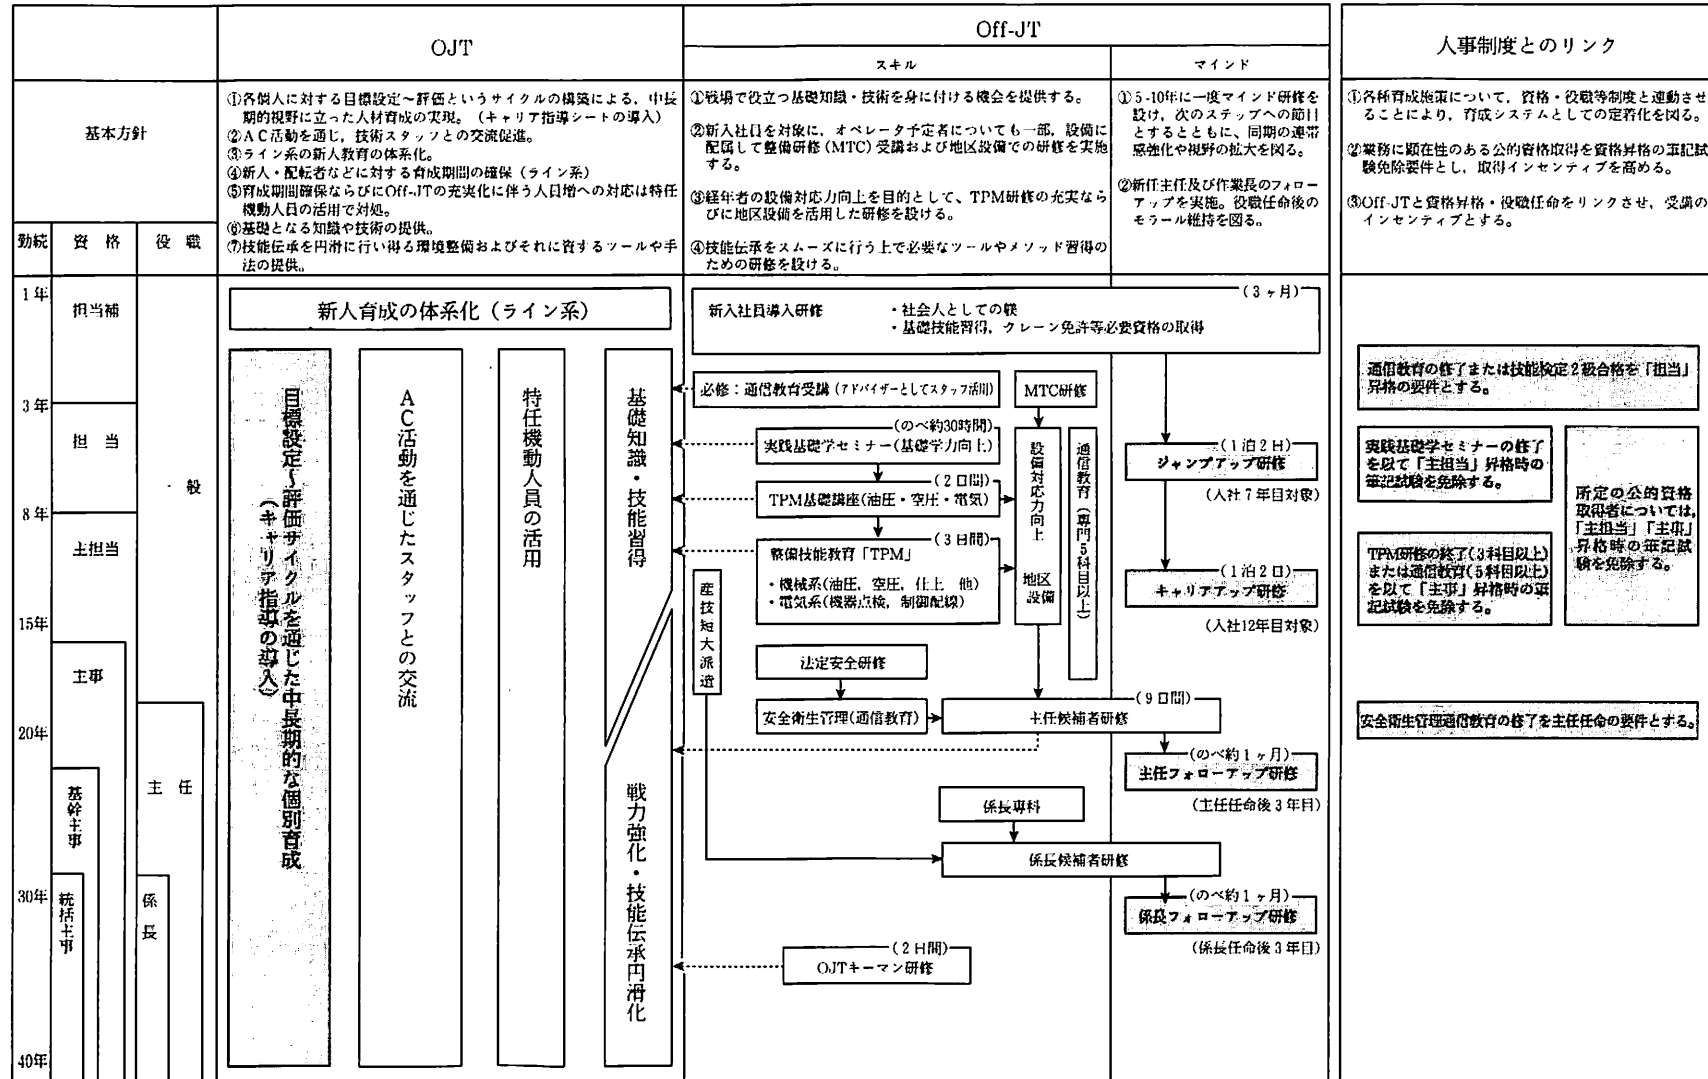 OJT
Off-JT
スキル
マインド
人事制度とのリンク
基本方針
勤続
資格
役職
①各個人に対する目標設定～評価というサイクルの構築による、中長
期的視野に立った人材育成の実現。（キャリア指導シートの導入）
②AC活動を通じ，技術スタッフとの交流促進。
③ライン系の新人教育の体系化。
④新人・配転者などに対する育成期間の確保（ライン系）
⑤育成期間確保ならびにOff-JTの充実化に伴う人員増への対応は特任
機動人員の活用で対処。
⑥基礎となる知識や技術の提供。
⑦技能伝承を円滑に行い得る環境整備およびそれに資するツールや手
法の提供。
①戦場で役立つ基礎知識・技術を身に付ける機会を提供する。
②新入社員を対象に，オペレータ予定者についても一部，設備に
配属して整備研修（MTC）受講および地区設備での研修を実施
する。
③経年者の設備対応力向上を目的として、TPM研修の充実なら
びに地区設備を活用した研修を設ける。
④技能伝承をスムーズに行う上で必要なツールやメソッド習得の
ための研修を設ける。
①5-10年に一度マインド研修を
設け，次のステップへの節目
とするとともに、同期の連帯
感強化や視野の拡大を図る。
②新任主任及び作業長のフォロー
アップを実施。役職任命後の
モラール維持を図る。
①各種育成施策について，資格・役職等制度と連動させ
ることにより，育成システムとしての定着化を図る。
②業務に顕在性のある公的資格取得を資格昇格の筆記試
験免除要件とし，取得インセンティブを高める。
③Off-JTと資格昇格・役職任命をリンクさせ，受講の
インセンティブとする。
1年
3年
8年
15年
20年
30年
40年
担当補
担当
主担当
主事
基幹主事
統括主事
一般
主任
係長
新人育成の体系化（ライン系）
目標設定～評価サイクルを通じた中長期的な個別育成
（キャリア指導の導入）
AC活動を通じたスタッフとの交流
特任機動人員の活用
基礎知識・技能習得
戦力強化・技能伝承円滑化
（3ヶ月）
新入社員導入研修
・社会人としての躾
・基礎技能習得，クレーン免許等必要資格の取得
必修：通信教育受講（アドバイザーとしてスタッフ活用）
MTC研修
（のべ約30時間）
実践基礎学セミナー（基礎学力向上）
（2日間）
TPM基礎講座（油圧・空圧・電気）
（3日間）
整備技能教育「TPM」
・機械系（油圧，空圧，仕上　他）
・電気系（機器点検，制御配線）
設備対応力向上
地区
設備
通信教育（専門5科目以上）
産技短大派遣
法定安全研修
安全衛生管理（通信教育）
（9日間）
主任候補者研修
係長専科
係長候補者研修
（2日間）
OJTキーマン研修
（1泊2日）
ジャンプアップ研修
（入社7年目対象）
（1泊2日）
キャリアアップ研修
（入社12年目対象）
（のべ約1ヶ月）
主任フォローアップ研修
（主任任命後3年目）
（のべ約1ヶ月）
係長フォローアップ研修
（係長任命後3年目）
通信教育の修了または技能検定2級合格を「担当」
昇格の要件とする。
実践基礎学セミナーの修了
を以て「主担当」昇格時の
筆記試験を免除する。
TPM研修の終了（3科目以上）
または通信教育（5科目以上）
を以て「主事」昇格時の筆
記試験を免除する。
所定の公的資格
取得者については，
「主担当」「主事」
昇格時の筆記試
験を免除する。
安全衛生管理通信教育の修了を主任任命の要件とする。